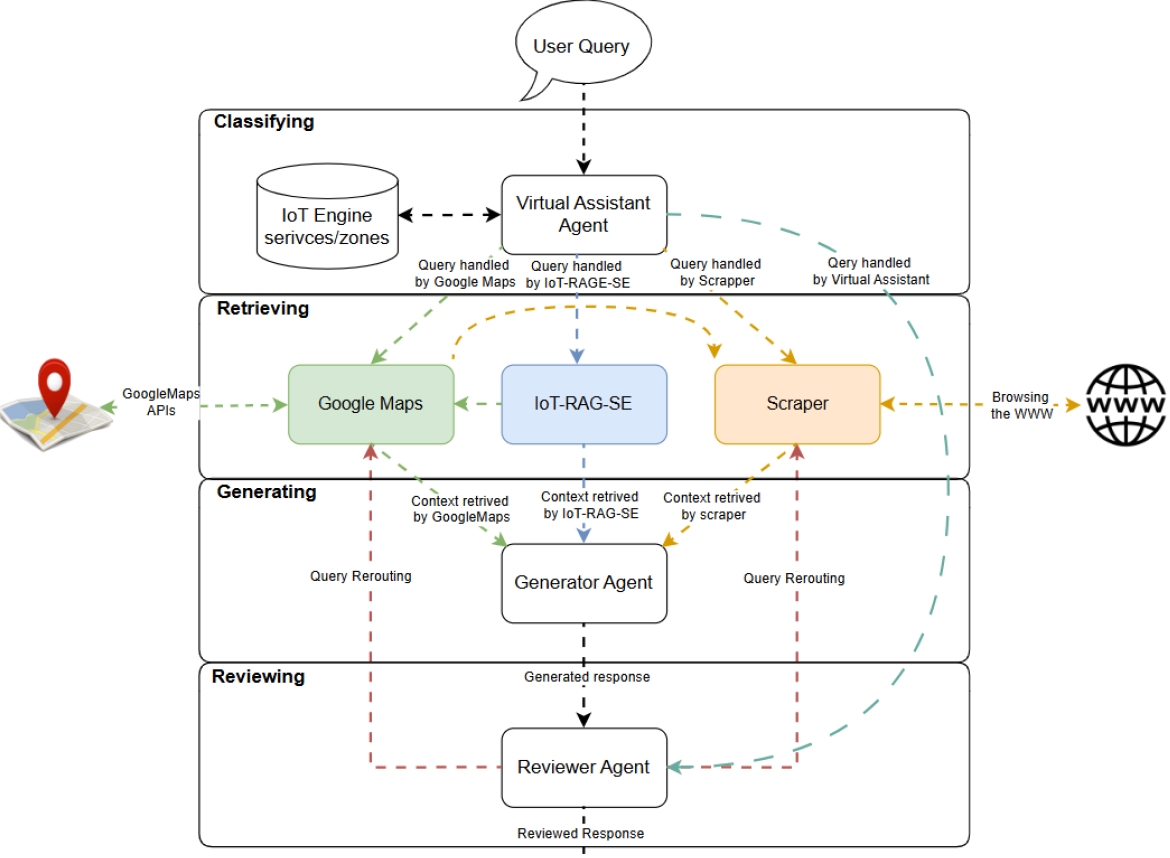 User Query
Classifying
IoT Engine
serivces/zones
Virtual Assistant
Agent
Query handled
by Google Maps
Query handled
by IoT-RAGE-SE
Query handled
by Scrapper
Qery handled
by Virtual Assistant
Retrieving
GoogleMaps
APIs
Google Maps
IoT-RAG-SE
Scraper
Browsing
the WWW
WWW
Generating
Context retrived
by GoogleMaps
Context retrived
by IoT-RAG-SE
Context retrived
by scraper
Query Rerouting
Generator Agent
Query Rerouting
Reviewing
Generated response
Reviewer Agent
Reviewed Response